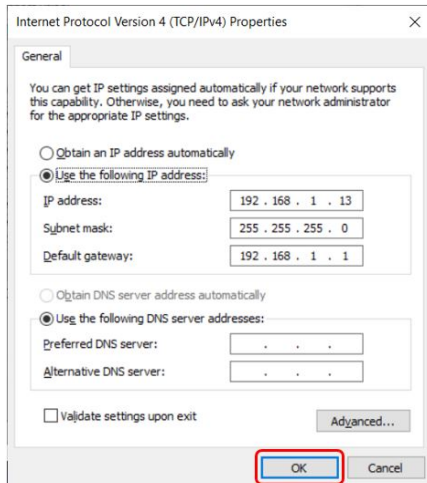 Internet Protocol Version 4 (TCP/IPv4) Properties
General
You can get IP settings assigned automatically if your network supports
this capability. Otherwise, you need to ask your network administrator
for the appropriate IP settings.
Obtain an IP address automatically
Use the following IP address:
IP address: 192 . 168 . 1 . 13
Subnet mask: 255 . 255 . 255 . 0
Default gateway: 192 . 168 . 1 . 1
Obtain DNS server address automatically
Use the following DNS server addresses:
Preferred DNS server: . . .
Alternative DNS server: . . .
Validate settings upon exit
Advanced...
OK Cancel